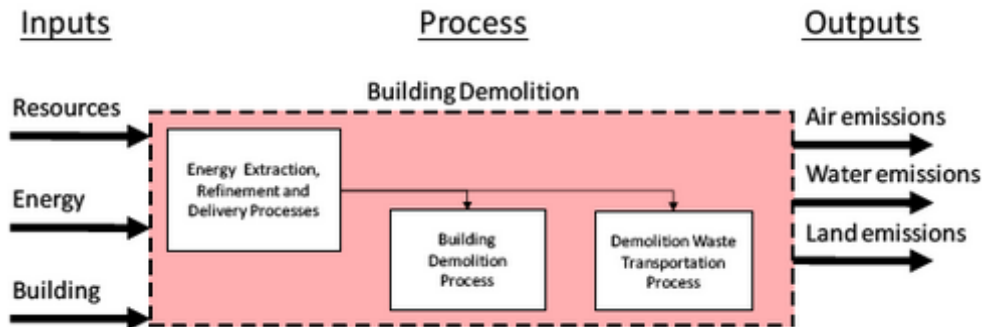 Inputs
Process
Outputs
Building Demolition
Resources
Energy
Building
Energy Extraction,
Refinement and
Delivery Processes
Building
Demolition
Process
Demolition Waste
Transportation
Process
Air emissions
Water emissions
Land emissions